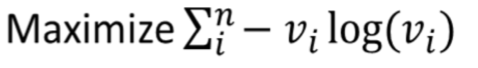 Maximize ∑ᵢⁿ − vᵢ log(vᵢ)